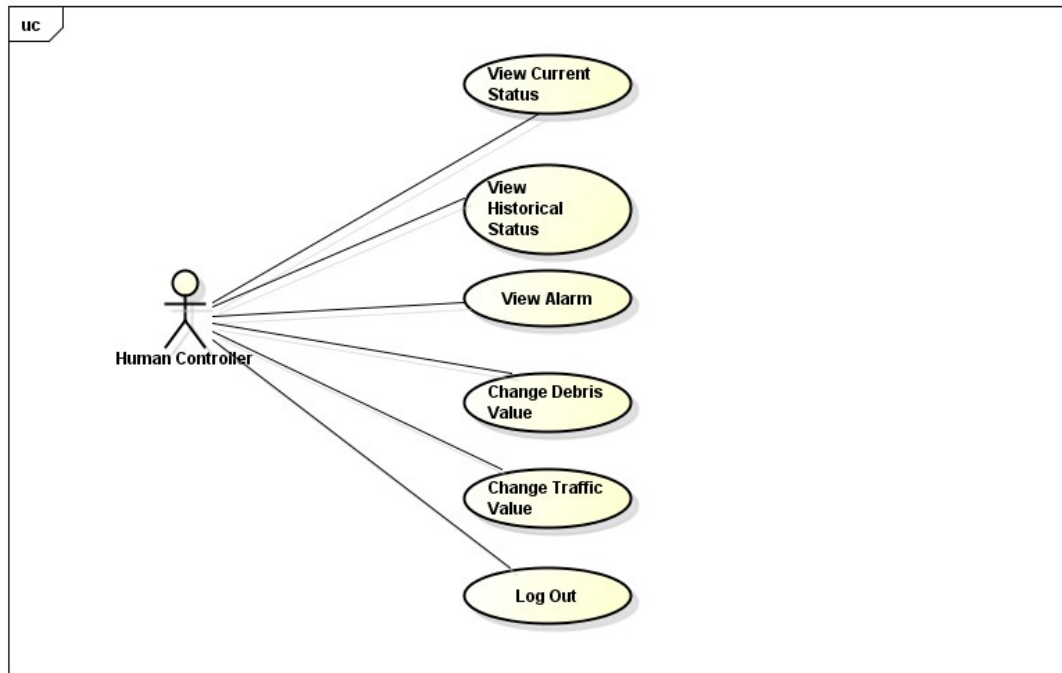 uc
View Current
Status
View
Historical
Status
View Alarm
Human Controller
Change Debris
Value
Change Traffic
Value
Log Out